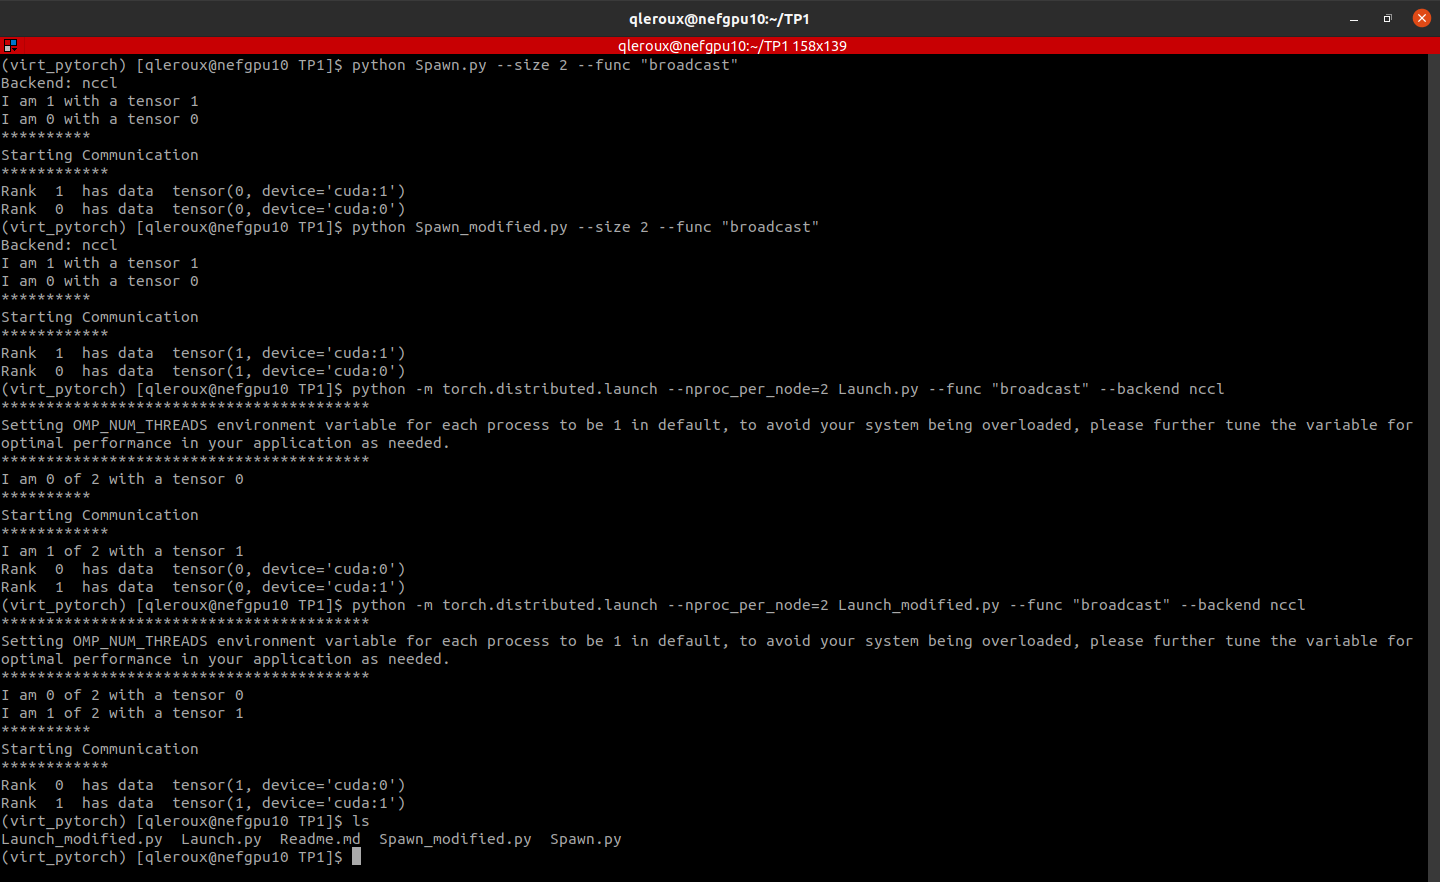 qleroux@nefgpu10:~/TP1
qleroux@nefgpu10:~/TP1 158x139
(virt_pytorch) [qleroux@nefgpu10 TP1]$ python Spawn.py --size 2 --func "broadcast"
Backend: nccl
I am 1 with a tensor 1
I am 0 with a tensor 0
**********
Starting Communication
************
Rank  1  has data  tensor(0, device='cuda:1')
Rank  0  has data  tensor(0, device='cuda:0')
(virt_pytorch) [qleroux@nefgpu10 TP1]$ python Spawn_modified.py --size 2 --func "broadcast"
Backend: nccl
I am 1 with a tensor 1
I am 0 with a tensor 0
**********
Starting Communication
************
Rank  1  has data  tensor(1, device='cuda:1')
Rank  0  has data  tensor(1, device='cuda:0')
(virt_pytorch) [qleroux@nefgpu10 TP1]$ python -m torch.distributed.launch --nproc_per_node=2 Launch.py --func "broadcast" --backend nccl
*****************************************
Setting OMP_NUM_THREADS environment variable for each process to be 1 in default, to avoid your system being overloaded, please further tune the variable for
optimal performance in your application as needed.
*****************************************
I am 0 of 2 with a tensor 0
**********
Starting Communication
************
I am 1 of 2 with a tensor 1
Rank  0  has data  tensor(0, device='cuda:0')
Rank  1  has data  tensor(0, device='cuda:1')
(virt_pytorch) [qleroux@nefgpu10 TP1]$ python -m torch.distributed.launch --nproc_per_node=2 Launch_modified.py --func "broadcast" --backend nccl
*****************************************
Setting OMP_NUM_THREADS environment variable for each process to be 1 in default, to avoid your system being overloaded, please further tune the variable for
optimal performance in your application as needed.
*****************************************
I am 0 of 2 with a tensor 0
I am 1 of 2 with a tensor 1
**********
Starting Communication
************
Rank  0  has data  tensor(1, device='cuda:0')
Rank  1  has data  tensor(1, device='cuda:1')
(virt_pytorch) [qleroux@nefgpu10 TP1]$ ls
Launch_modified.py  Launch.py  Readme.md  Spawn_modified.py  Spawn.py
(virt_pytorch) [qleroux@nefgpu10 TP1]$